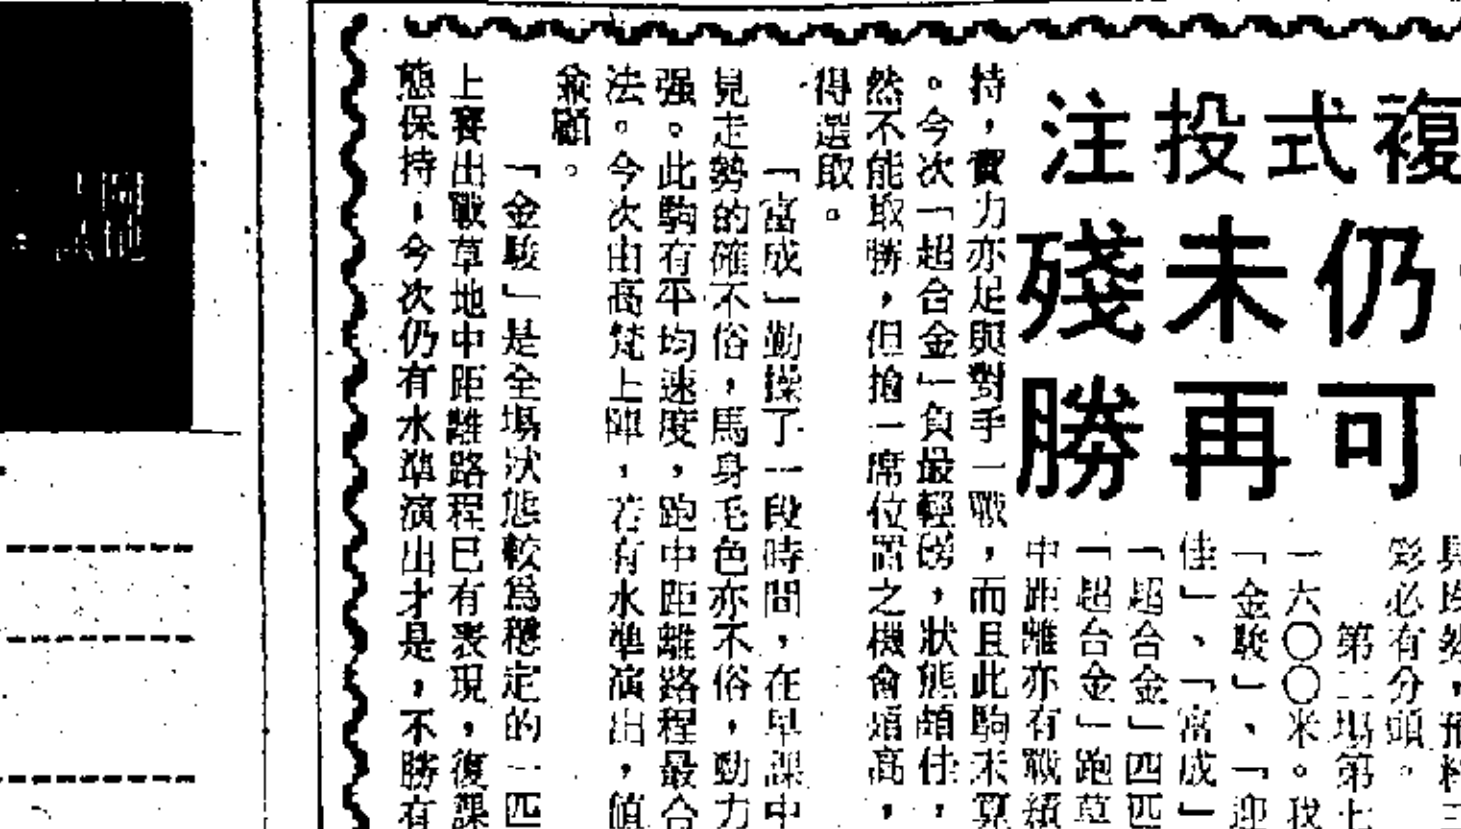 複式投注
仍未殘
可再勝
彩必有分頭。
第二場第七
一六〇〇米。我
「金駿」、「迎
佳」、「富成」
「超合金」四匹
「超合金」跑草
中距離亦有戰績
持，實力亦足與對手一戰，而且此駒未算
。今次「超合金」負最輕磅，狀態頗佳，
然不能取勝，但搶一席位置之機會頗高，
得選取。
「富成」勤操了一段時間，在早課中
見走勢的確不俗，馬身毛色亦不俗，動力
强。此駒有平均速度，跑中距離路程最合
法。今次由高梵上陣，若有水準演出，值
兼顧。
「金駿」是全場狀態較為穩定的一匹
上賽出戰草地中距離路程已有表現，復課
態保持，今次仍有水準演出才是，不勝有